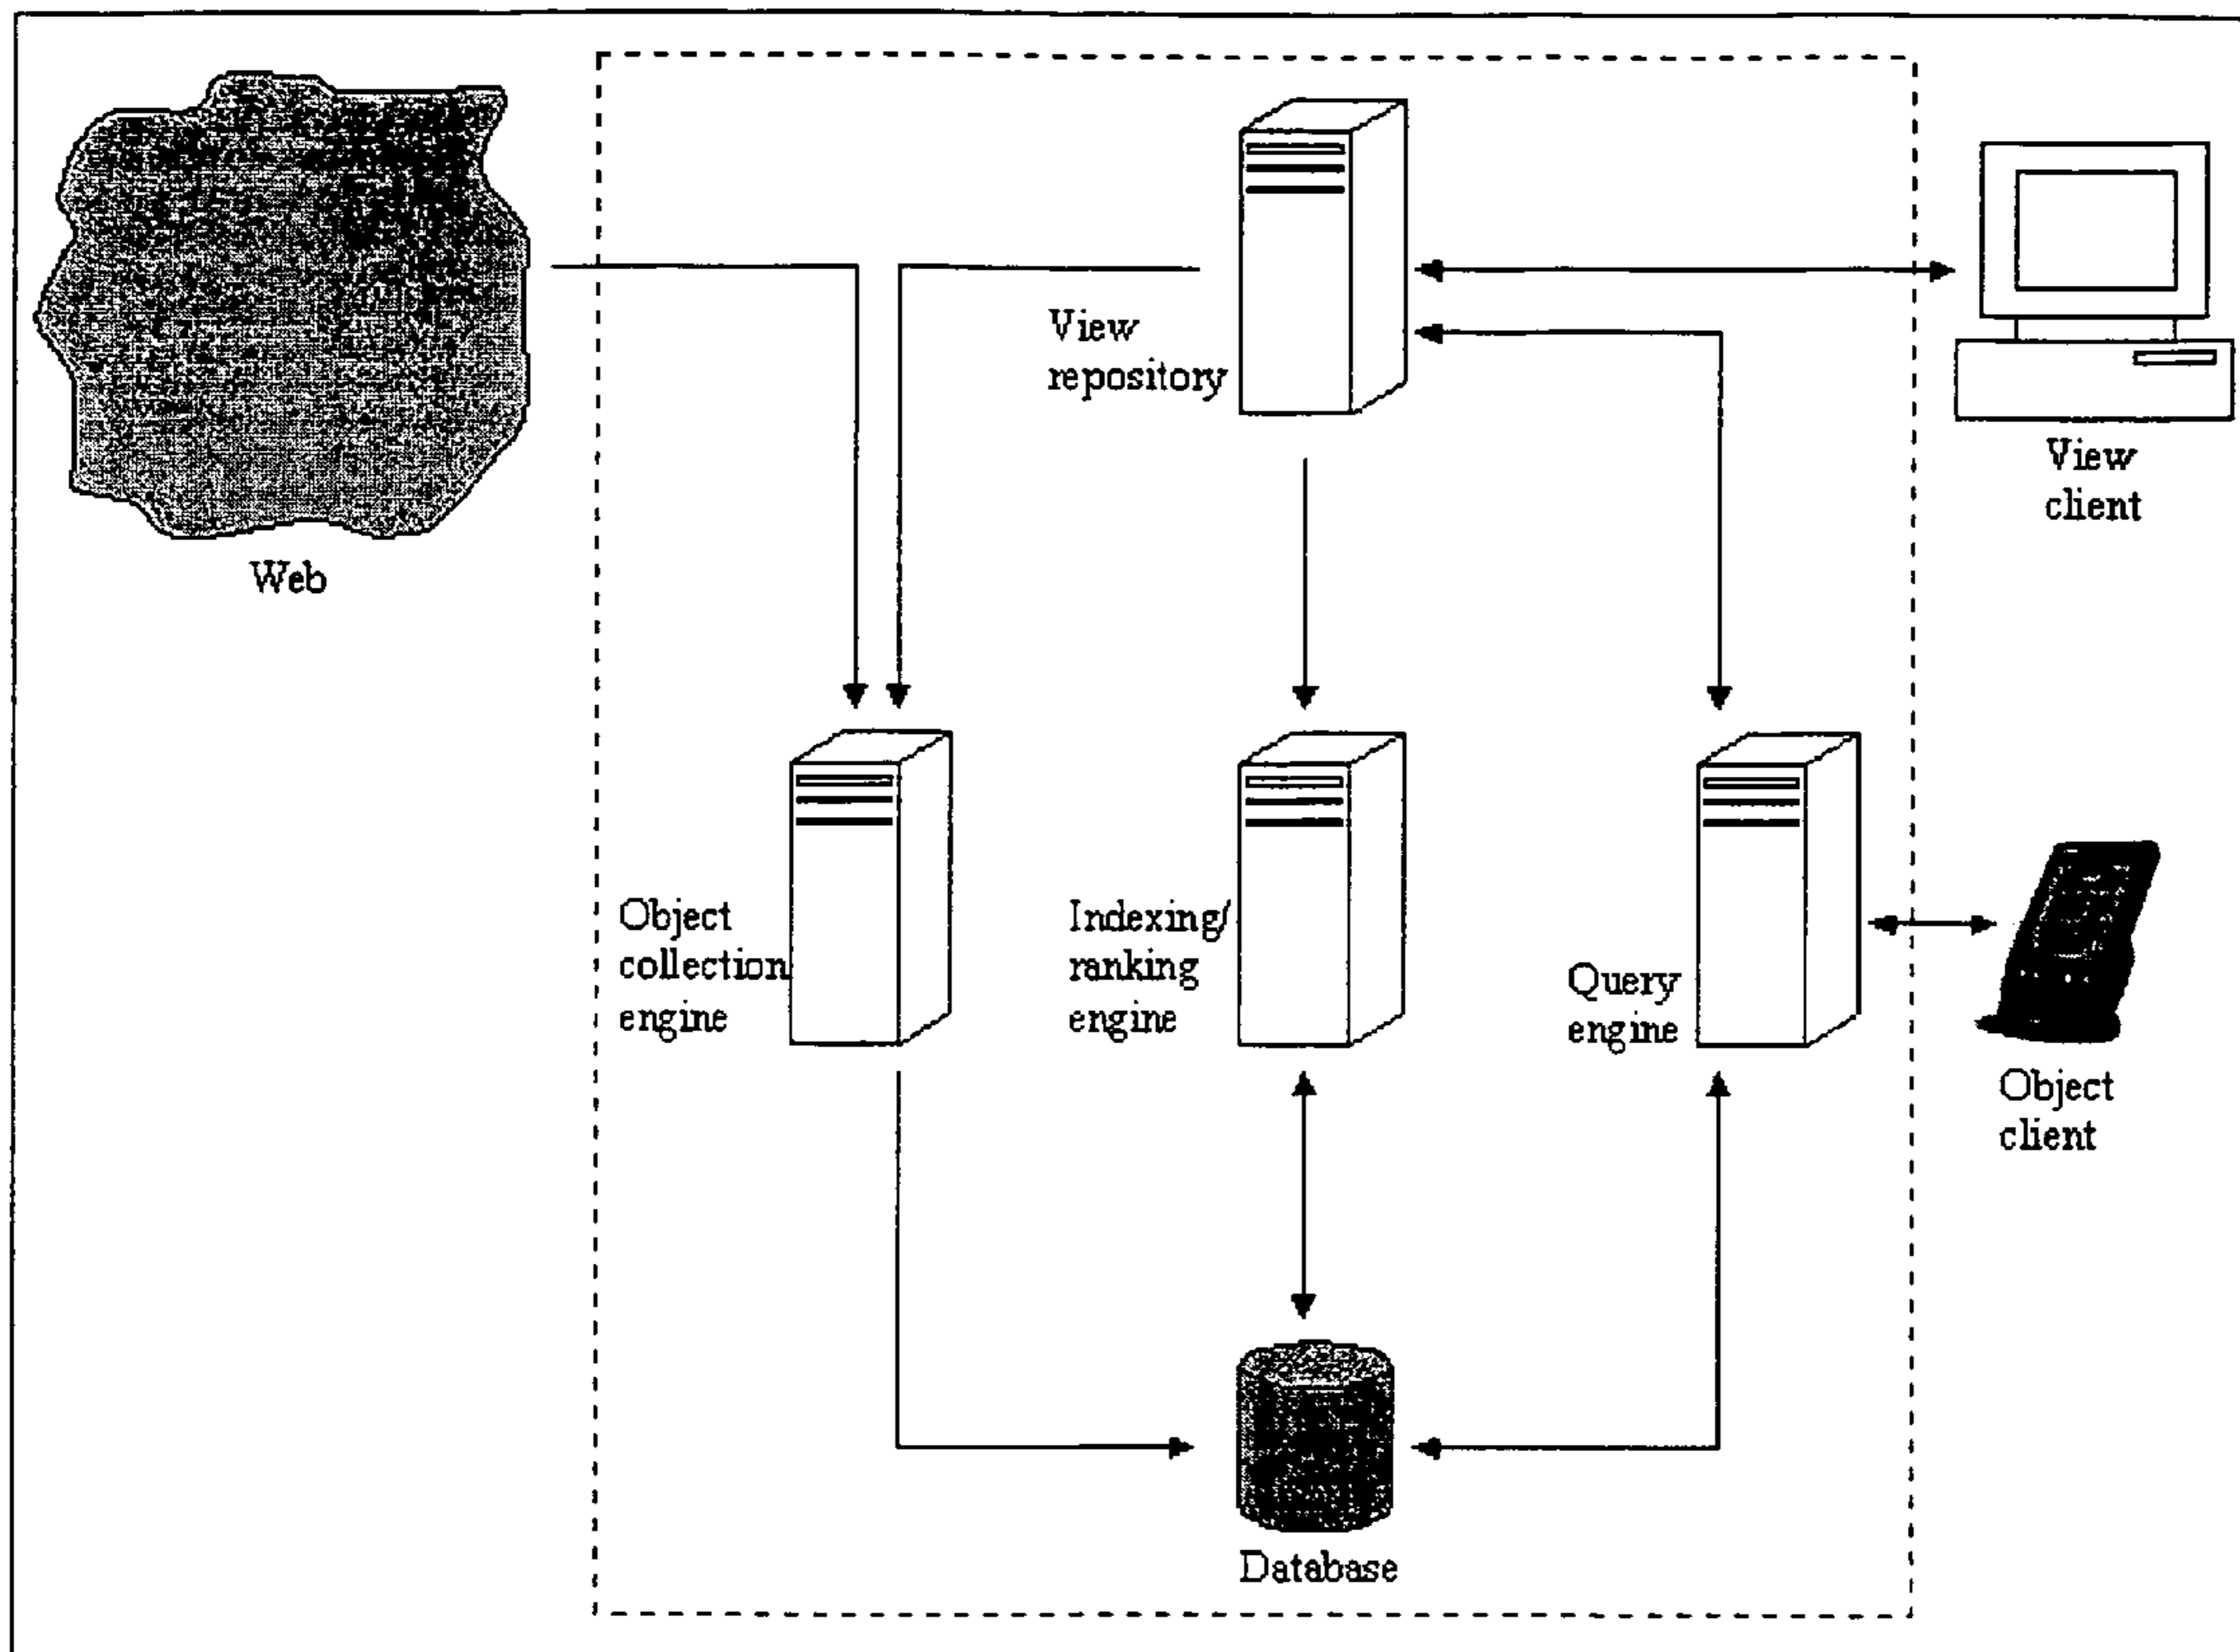 View
repository
View
client
Web
Object
collection
engine
Indexing/
ranking
engine
Query
engine
Object
client
Database